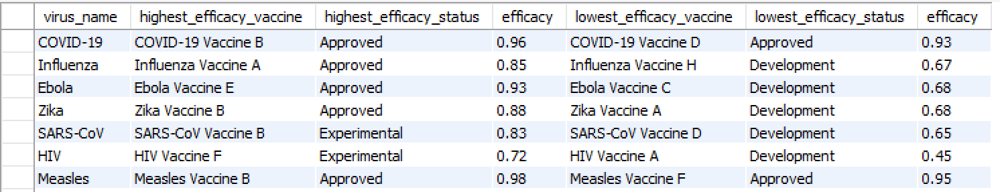 virus_name highest_efficacy_vaccine highest_efficacy_status efficacy lowest_efficacy_vaccine lowest_efficacy_status efficacy
COVID-19 COVID-19 Vaccine B Approved 0.96 COVID-19 Vaccine D Approved 0.93
Influenza Influenza Vaccine A Approved 0.85 Influenza Vaccine H Development 0.67
Ebola Ebola Vaccine E Approved 0.93 Ebola Vaccine C Development 0.68
Zika Zika Vaccine B Approved 0.88 Zika Vaccine A Development 0.68
SARS-CoV SARS-CoV Vaccine B Experimental 0.83 SARS-CoV Vaccine D Development 0.65
HIV HIV Vaccine F Experimental 0.72 HIV Vaccine A Development 0.45
Measles Measles Vaccine B Approved 0.98 Measles Vaccine F Approved 0.95